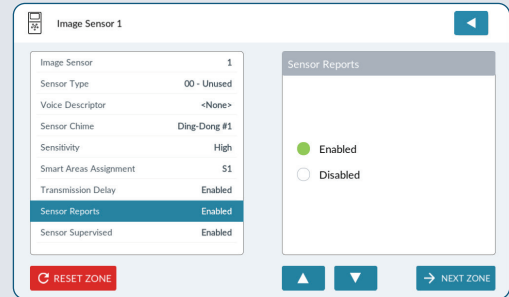 Image Sensor 1
Image Sensor 1
Sensor Type 00 - Unused
Voice Descriptor <None>
Sensor Chime Ding-Dong #1
Sensitivity High
Smart Areas Assignment S1
Transmission Delay Enabled
Sensor Reports Enabled
Sensor Supervised Enabled
Sensor Reports
Enabled
Disabled
RESET ZONE
NEXT ZONE